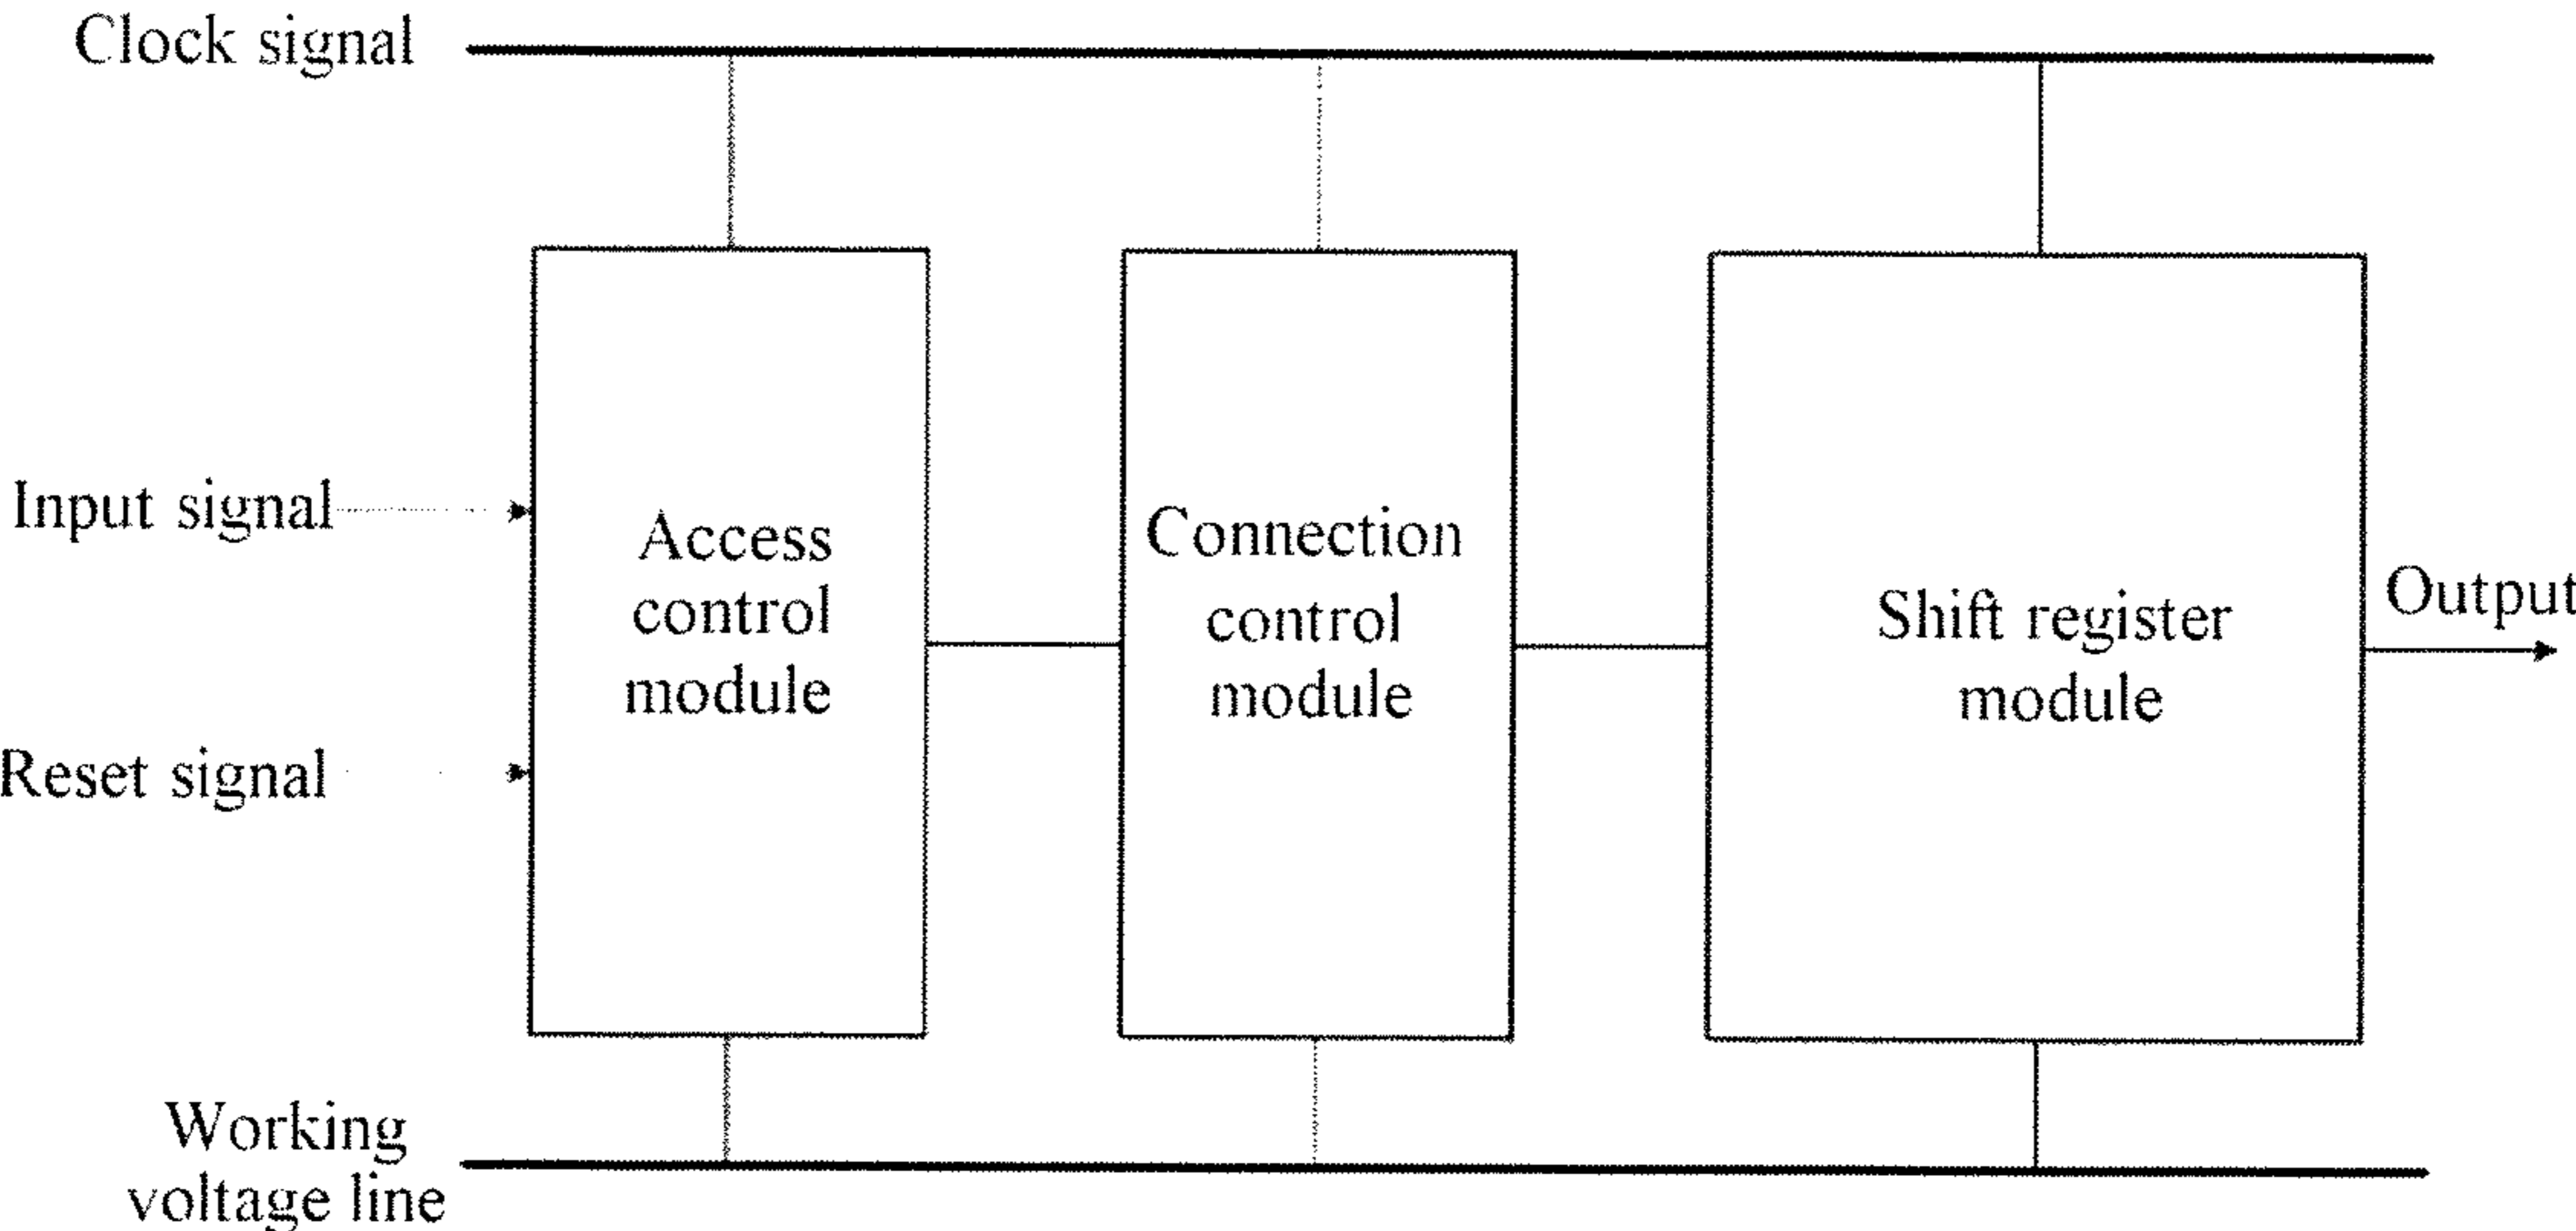 Clock signal
Input signal
Reset signal
Access
control
module
Connection
control
module
Shift register
module
Output
Working
voltage line